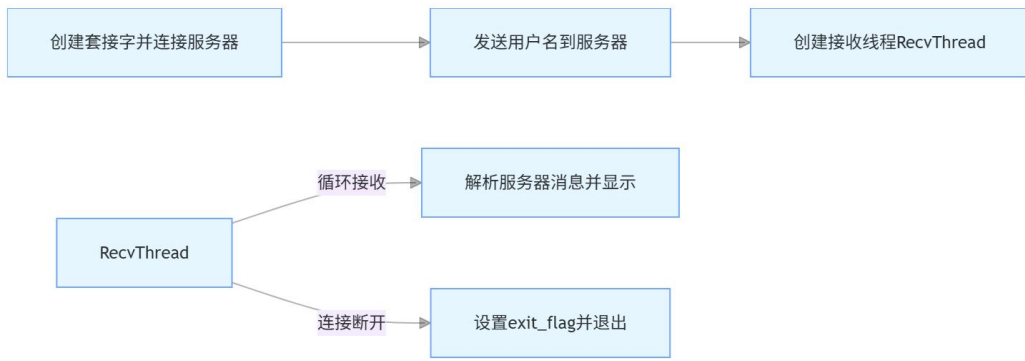 创建套接字并连接服务器
发送用户名到服务器
创建接收线程RecvThread
循环接收
解析服务器消息并显示
RecvThread
连接断开
设置exit_flag并退出